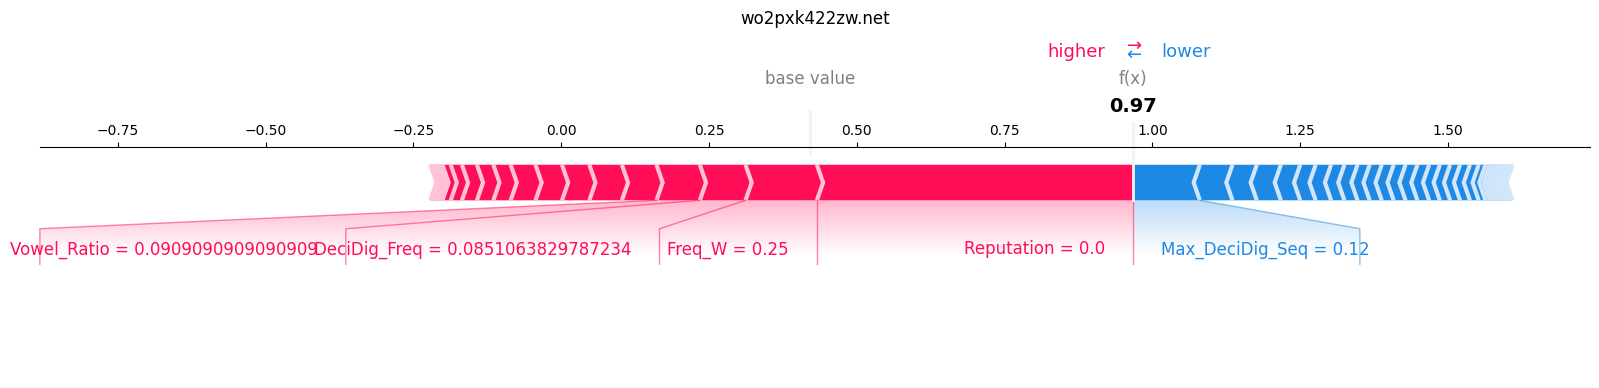 wo2pxk422zw.net
higher ⇄ lower
base value f(x)
0.97
−0.75 −0.50 −0.25 0.00 0.25 0.50 0.75 1.00 1.25 1.50
Vowel_Ratio = 0.09090909090909091 DeciDig_Freq = 0.0851063829787234 Freq_W = 0.25 Reputation = 0.0 Max_DeciDig_Seq = 0.12